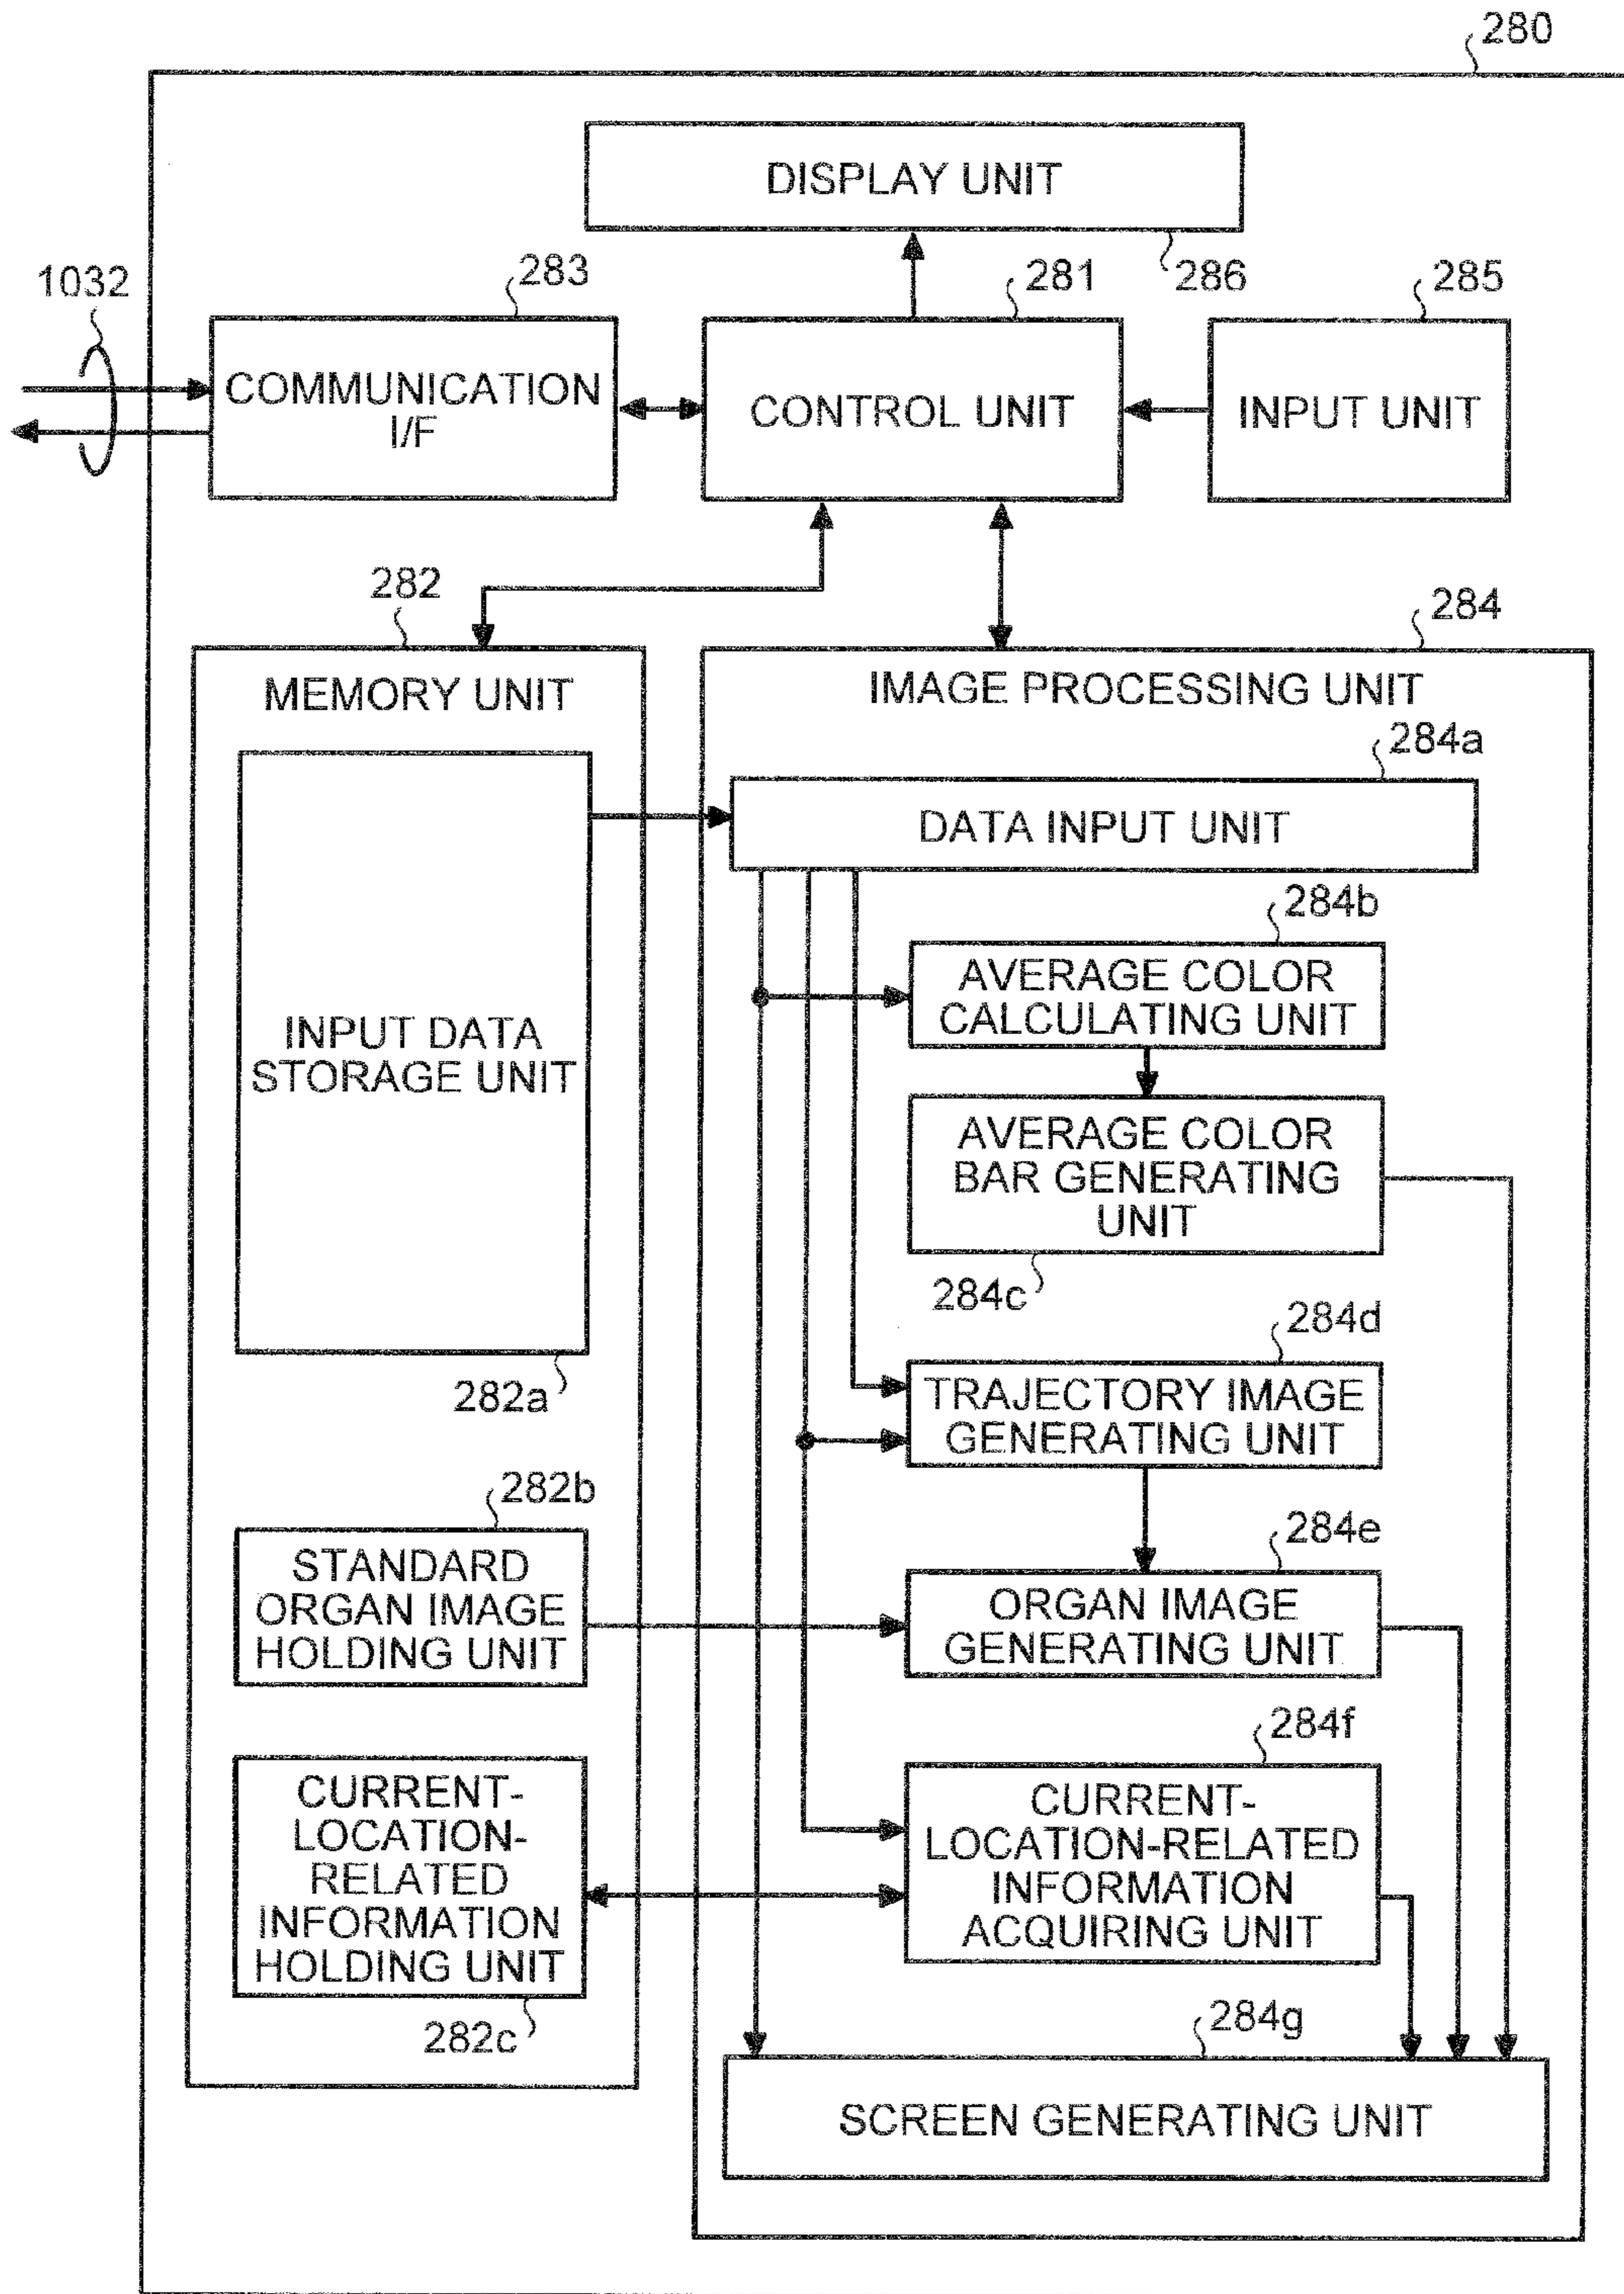 280
DISPLAY UNIT
286
1032
283
281
285
COMMUNICATION
I/F
CONTROL UNIT
INPUT UNIT
282
284
MEMORY UNIT
IMAGE PROCESSING UNIT
284a
DATA INPUT UNIT
284b
AVERAGE COLOR
CALCULATING UNIT
INPUT DATA
STORAGE UNIT
AVERAGE COLOR
BAR GENERATING
UNIT
284c
284d
282a
TRAJECTORY IMAGE
GENERATING UNIT
282b
284e
STANDARD
ORGAN IMAGE
HOLDING UNIT
ORGAN IMAGE
GENERATING UNIT
284f
CURRENT-
LOCATION-
RELATED
INFORMATION
HOLDING UNIT
CURRENT-
LOCATION-RELATED
INFORMATION
ACQUIRING UNIT
282c
284g
SCREEN GENERATING UNIT